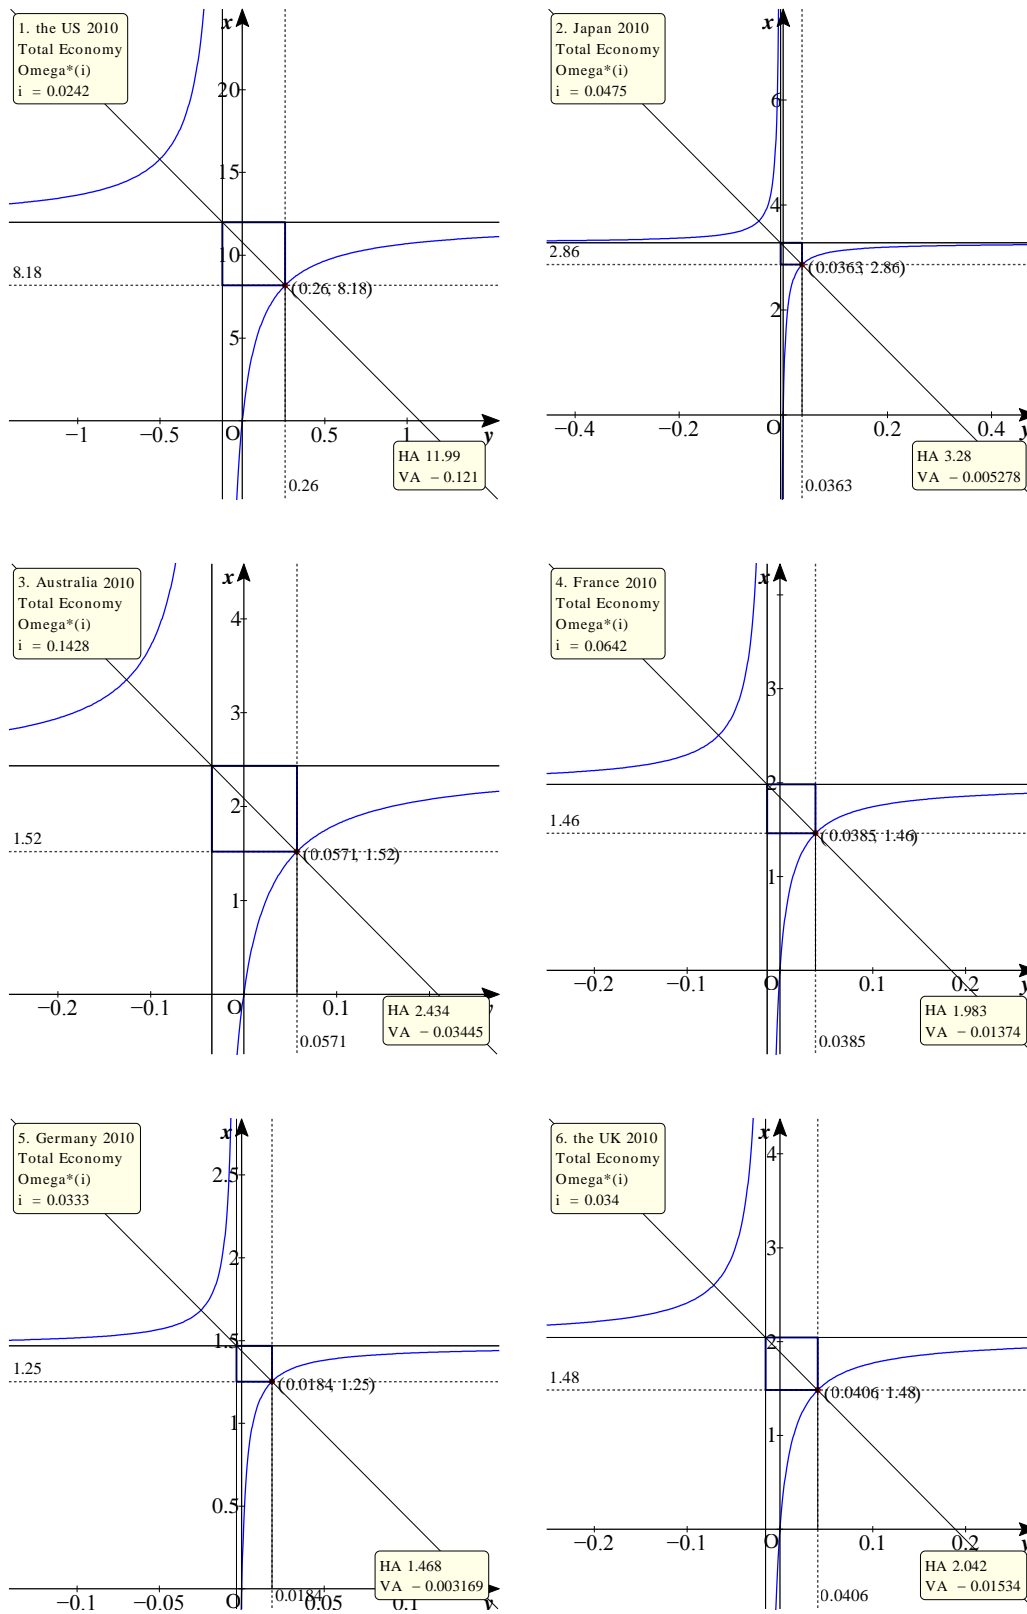 1. the US 2010
Total Economy
Omega*(i)
i = 0.0242
x
20
15
10
5
8.18
(0.26, 8.18)
−1
−0.5
O
0.5
1
y
HA 11.99
VA −0.121
0.26
2. Japan 2010
Total Economy
Omega*(i)
i = 0.0475
x
6
4
2
2.86
(0.0363, 2.86)
−0.4
−0.2
O
0.2
0.4
y
HA 3.28
VA −0.005278
0.0363
3. Australia 2010
Total Economy
Omega*(i)
i = 0.1428
x
4
3
2
1
1.52
(0.0571, 1.52)
−0.2
−0.1
O
0.1
HA 2.434
VA −0.03445
0.0571
4. France 2010
Total Economy
Omega*(i)
i = 0.0642
x
3
2
1
1.46
(0.0385, 1.46)
−0.2
−0.1
O
0.1
0.2
y
HA 1.983
VA −0.01374
0.0385
5. Germany 2010
Total Economy
Omega*(i)
i = 0.0333
x
2.5
2
1.5
1
0.5
1.25
(0.0184, 1.25)
−0.1
−0.05
O
0.05
0.1
y
HA 1.468
VA −0.003169
0.0184
6. the UK 2010
Total Economy
Omega*(i)
i = 0.034
x
4
3
2
1
1.48
(0.0406, 1.48)
−0.2
−0.1
O
0.1
0.2
y
HA 2.042
VA −0.01534
0.0406